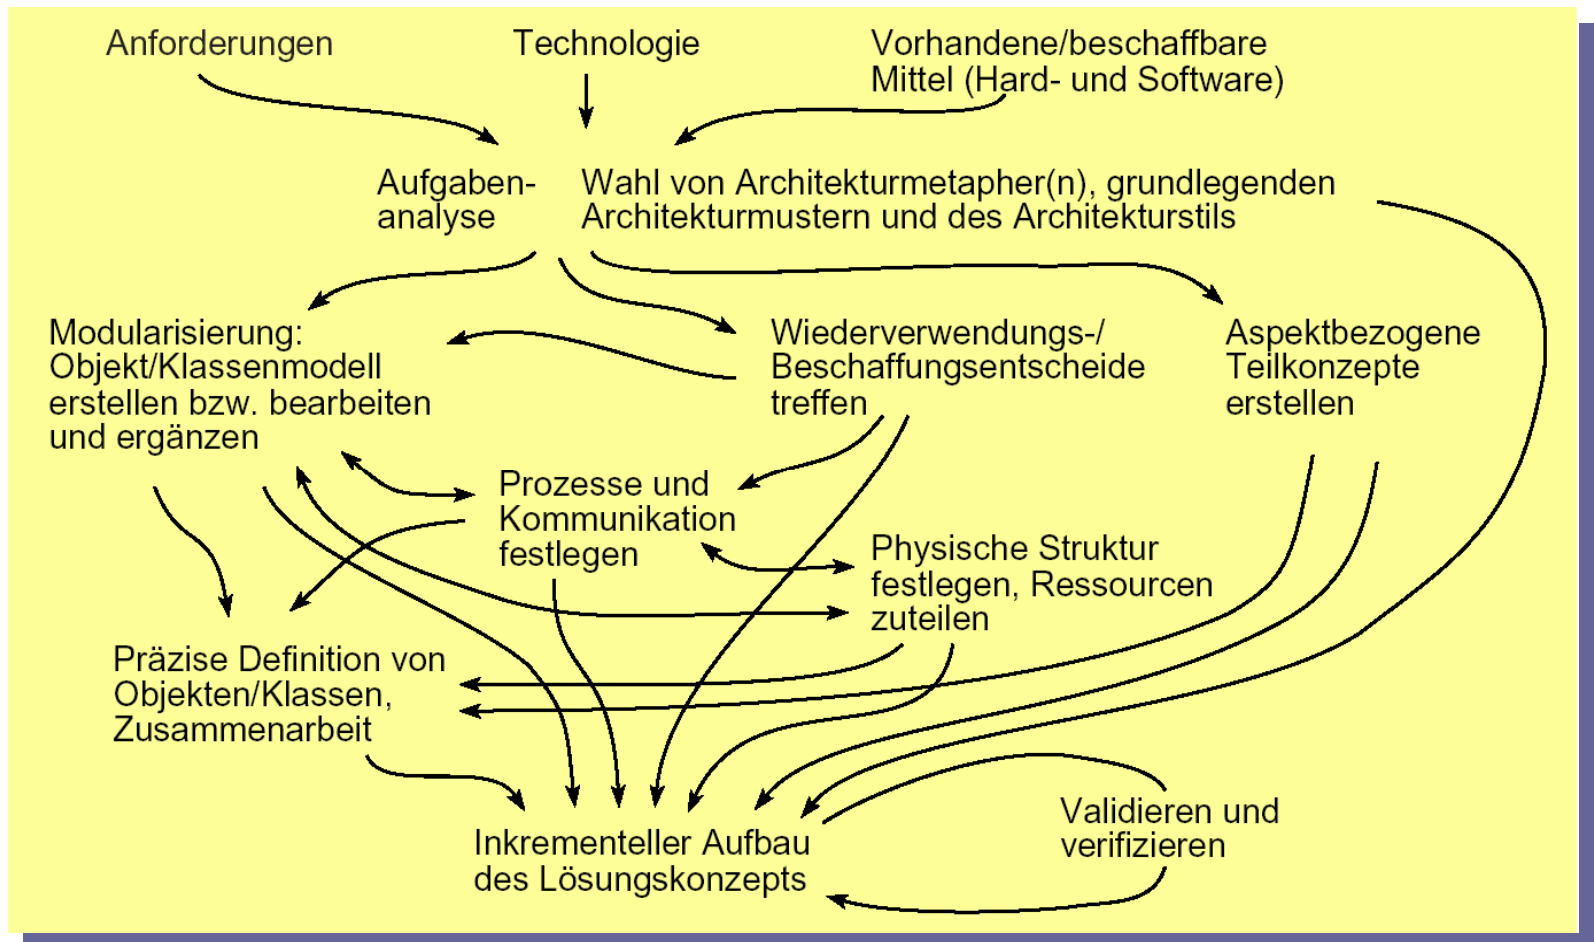 Anforderungen
Technologie
Vorhandene/beschaffbare
Mittel (Hard- und Software)
Aufgaben-
analyse
Wahl von Architekturmetapher(n), grundlegenden
Architekturmustern und des Architekturstils
Modularisierung:
Objekt/Klassenmodell
erstellen bzw. bearbeiten
und ergänzen
Wiederverwendungs-/
Beschaffungsentscheide
treffen
Aspektbezogene
Teilkonzepte
erstellen
Prozesse und
Kommunikation
festlegen
Physische Struktur
festlegen, Ressourcen
zuteilen
Präzise Definition von
Objekten/Klassen,
Zusammenarbeit
Inkrementeller Aufbau
des Lösungskonzepts
Validieren und
verifizieren